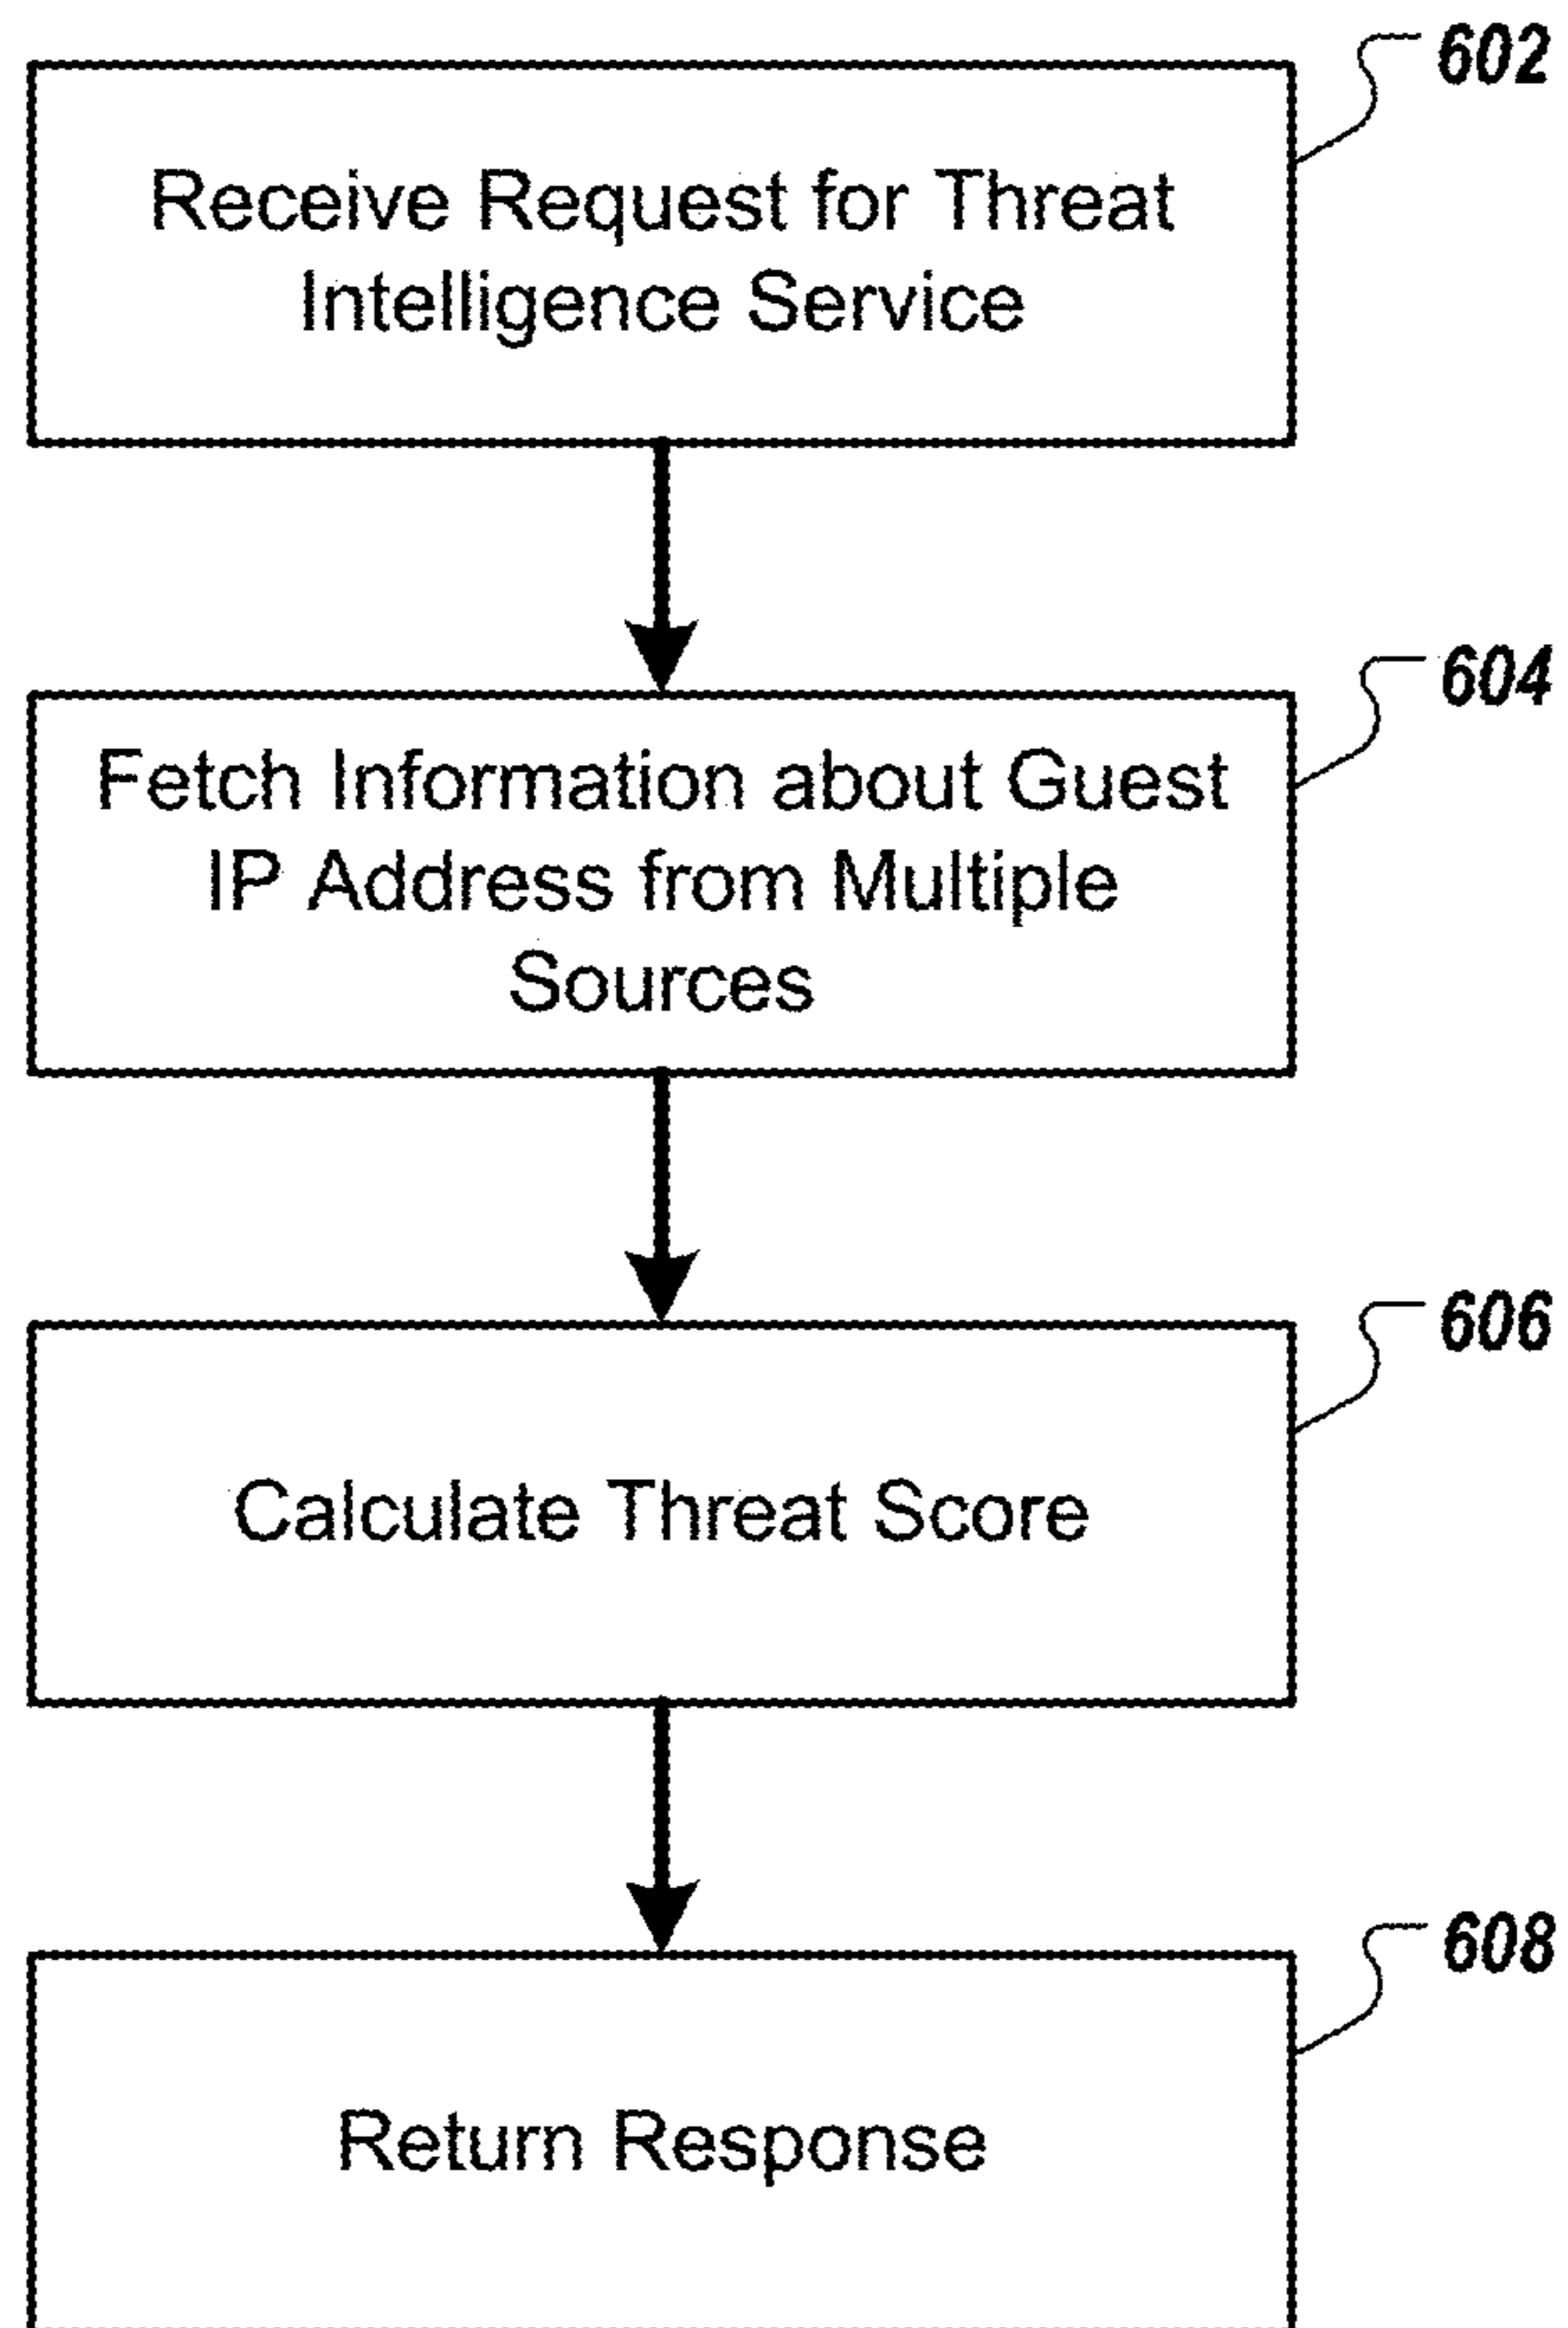 602
Receive Request for Threat
Intelligence Service
604
Fetch Information about Guest
IP Address from Multiple
Sources
606
Calculate Threat Score
608
Return Response